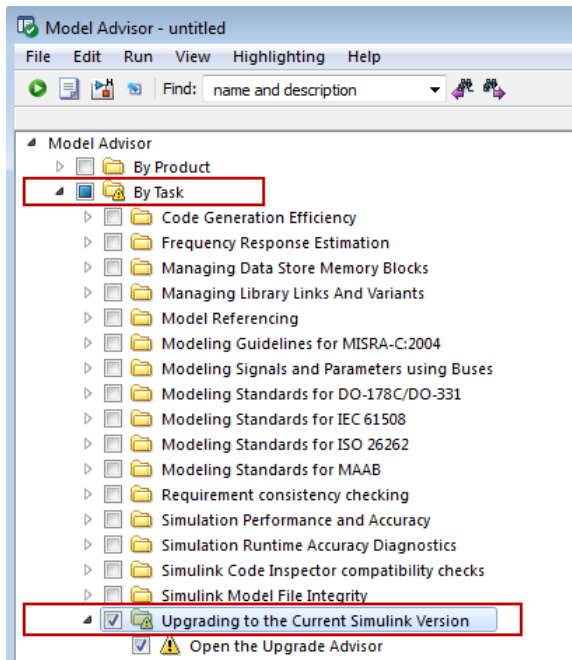 Model Advisor - untitled
File Edit Run View Highlighting Help
Find: name and description
Model Advisor
By Product
By Task
Code Generation Efficiency
Frequency Response Estimation
Managing Data Store Memory Blocks
Managing Library Links And Variants
Model Referencing
Modeling Guidelines for MISRA-C:2004
Modeling Signals and Parameters using Buses
Modeling Standards for DO-178C/DO-331
Modeling Standards for IEC 61508
Modeling Standards for ISO 26262
Modeling Standards for MAAB
Requirement consistency checking
Simulation Performance and Accuracy
Simulation Runtime Accuracy Diagnostics
Simulink Code Inspector compatibility checks
Simulink Model File Integrity
Upgrading to the Current Simulink Version
Open the Upgrade Advisor